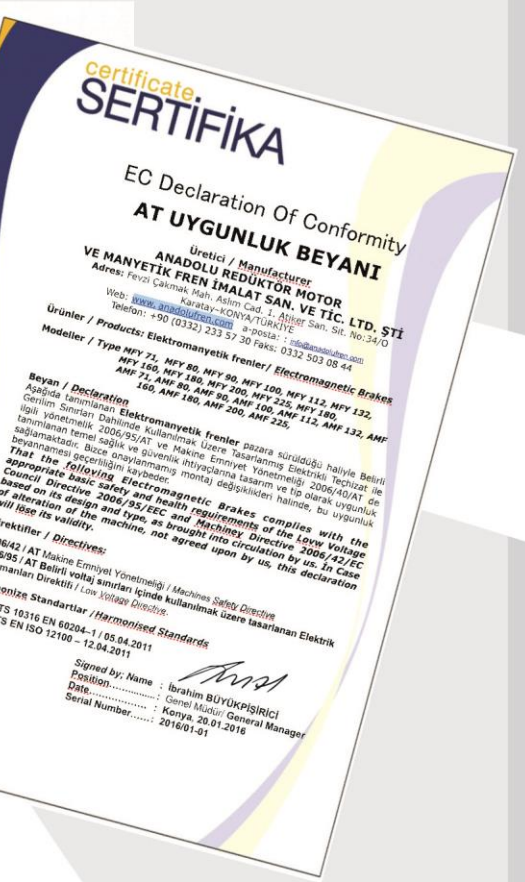 certificate
SERTİFİKA
EC Declaration Of Conformity
AT UYGUNLUK BEYANI
Üretici / Manufacturer
ANADOLU REDÜKTÖR MOTOR
VE MANYETİK FREN İMALAT SAN. VE TİC. LTD. ŞTİ
Adres: Fevzi Çakmak Mah. Aslım Cad. 1. Atiker San. Sit. No:34/O
Karatay–KONYA/TÜRKİYE
Web: www. anadolufren.com a-posta: : info@anadolufren.com
Telefon: +90 (0332) 233 57 30 Faks: 0332 503 08 44
Ürünler / Products: Elektromanyetik frenler/ Electromagnetic Brakes
Modeller / Type MFY 71, MFY 80, MFY 90, MFY 100, MFY 112, MFY 132,
MFY 160, MFY 180, MFY 200, MFY 225, MFY 180,
AMF 71, AMF 80, AMF 90, AMF 100, AMF 112, AMF 132, AMF
160, AMF 180, AMF 200, AMF 225,
Beyan / Declaration
Aşağıda tanımlanan Elektromanyetik frenler pazara sürüldüğü haliyle Belirli
Gerilim Sınırları Dahilinde Kullanılmak Üzere Tasarlanmış Elektrikli Teçhizat ile
ilgili yönetmelik 2006/95/AT ve Makine Emniyet Yönetmeliği 2006/40/AT de
tanımlanan temel sağlık ve güvenlik ihtiyaçlarına tasarım ve tip olarak uygunluk
sağlamaktadır. Bizce onaylanmamış montaj değişiklikleri halinde, bu uygunluk
beyannamesi geçerliliğini kaybeder.
That the following Electromagnetic Brakes complies with the
appropriate basic safety and health requirements of the Lovw Voltage
Council Directive 2006/95/EEC and Machiney Directive 2006/42/EC
based on its design and type, as brought into circulation by us. In Case
of alteration of the machine, not agreed upon by us, this declaration
will löse its validity.
rektifler / Directives:
06/42 / AT Makine Emniyet Yönetmeliği / Machines Safety Directive
6/95 / AT Belirli voltaj sınırları içinde kullanılmak üzere tasarlanan Elektrik
manları Direktifi / Low Voltage Directive.
onize Standartlar / Harmonised Standards
TS 10316 EN 60204–1 / 05.04.2011
S EN ISO 12100 – 12.04.2011
Signed by; Name : İbrahim BÜYÜKPİŞİRİCİ
Position.............. : Genel Müdür/ General Manager
Date.................. : Konya, 20.01.2016
Serial Number......: 2016/01-01